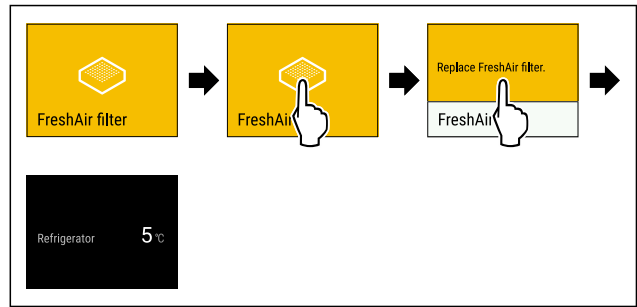 FreshAir filter
FreshAi
Replace FreshAir filter.
FreshAi
Refrigerator 5 °C